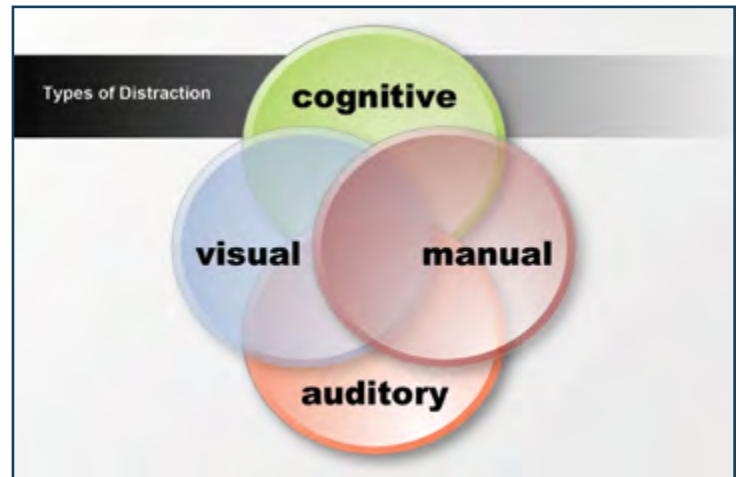 Types of Distraction
cognitive
visual manual
auditory